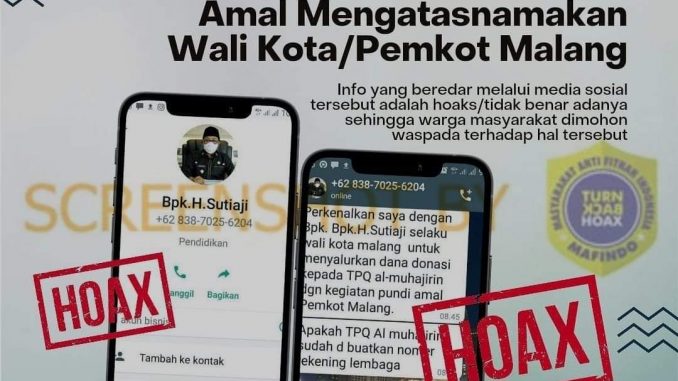 Amal Mengatasnamakan
Wali Kota/Pemkot Malang
Info yang beredar melalui media sosial
tersebut adalah hoaks/tidak benar adanya
sehingga warga masyarakat dimohon
waspada terhadap hal tersebut
SCREENSHOT BY
MASYARAKAT ANTI FITNAH INDONESIA
TURN
BACK
HOAX
MAFINDO
Bpk.H.Sutiaji
+62 838-7025-6204
Pendidikan
Bagikan
akun bisnis
Tambah ke kontak
HOAX
+62 838-7025-6204
online
Perkenalkan saya dengan
Bpk. Bpk.H.Sutiaji selaku
wali kota malang untuk
menyalurkan dana donasi
kepada TPQ al-muhajirin
dgn kegiatan pundi amal
Pemkot Malang.
08.45
Apakah TPQ Al muhajirin
sudah d buatkan nomer
rekening lembaga
HOAX